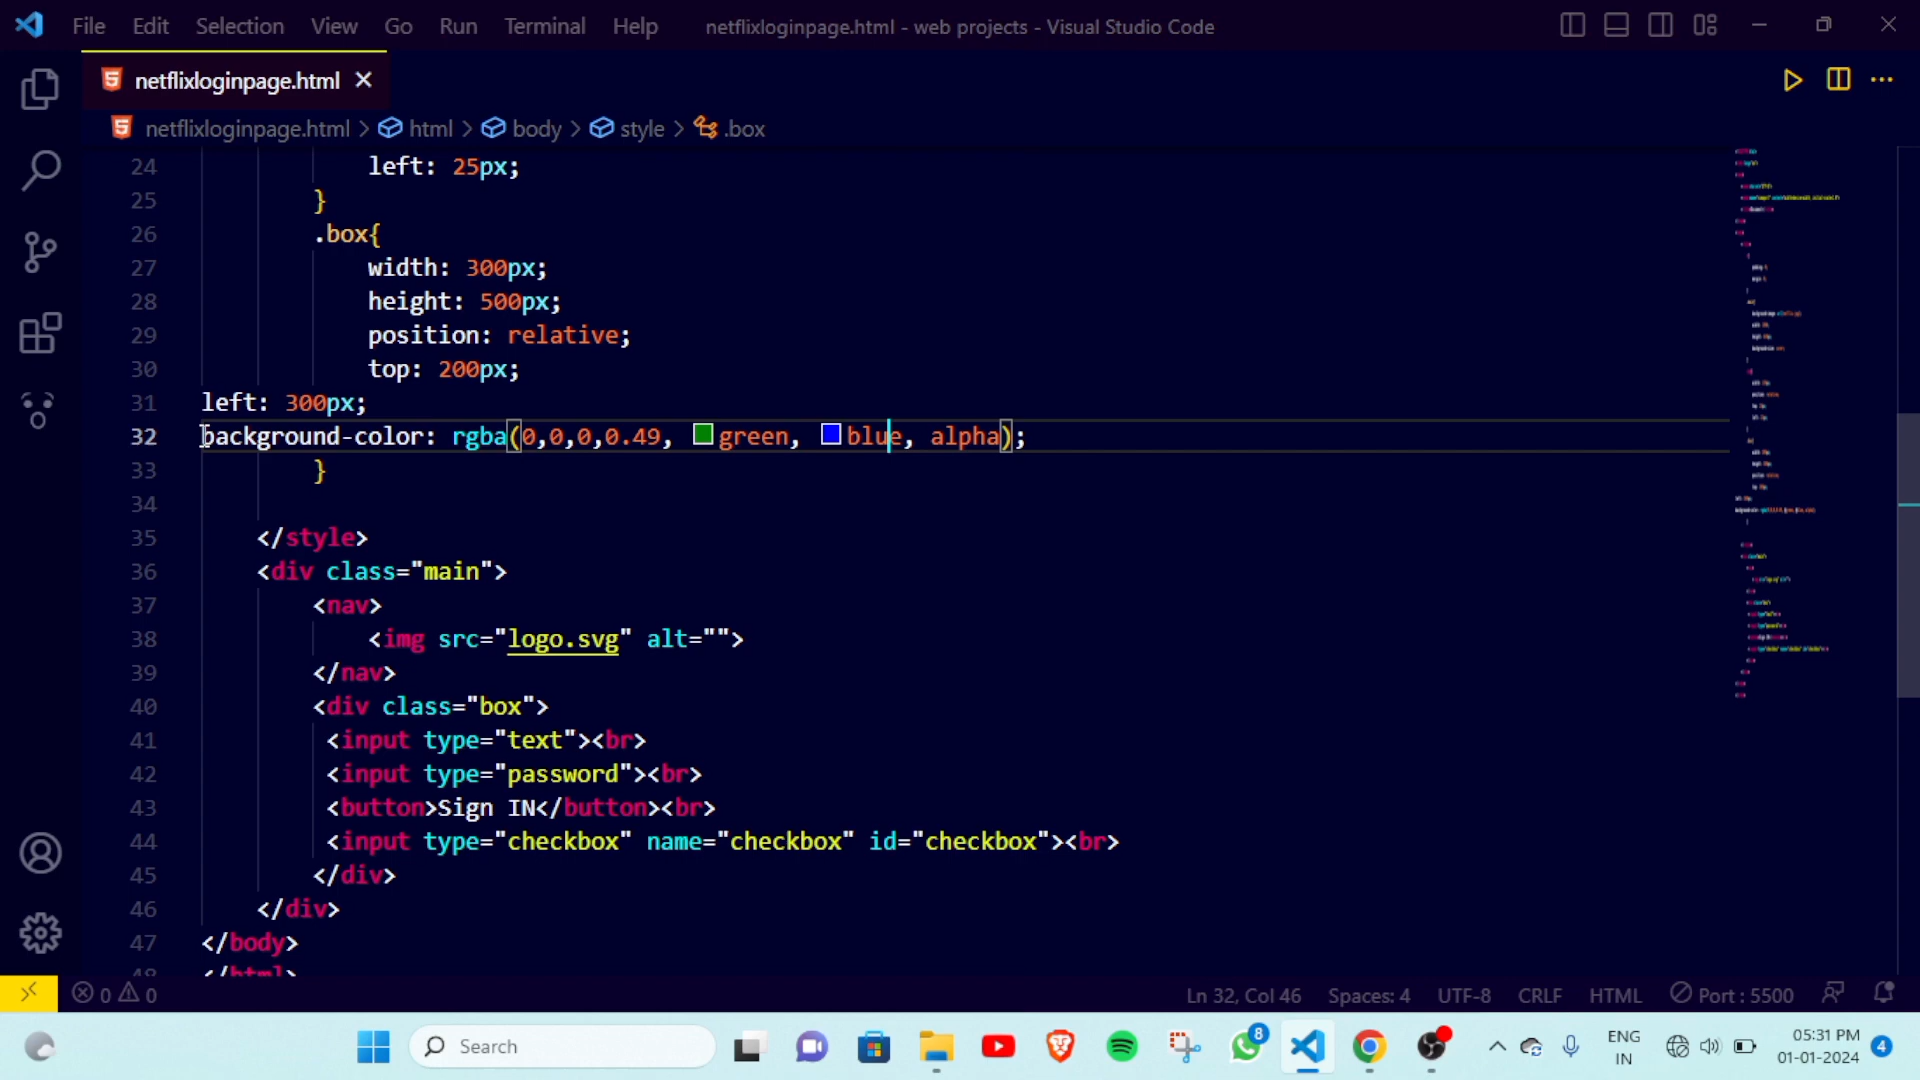 File Edit Selection View Go Run Terminal Help netflixloginpage.html - web projects - Visual Studio Code
netflixloginpage.html
netflixloginpage.html > html > body > style > .box
24 left: 25px;
25 }
26 .box{
27 width: 300px;
28 height: 500px;
29 position: relative;
30 top: 200px;
31 left: 300px;
32 background-color: rgba(0,0,0,0.49, green, blue, alpha);
33 }
34
35 </style>
36 <div class="main">
37 <nav>
38 <img src="logo.svg" alt="">
39 </nav>
40 <div class="box">
41 <input type="text"><br>
42 <input type="password"><br>
43 <button>Sign IN</button><br>
44 <input type="checkbox" name="checkbox" id="checkbox"><br>
45 </div>
46 </div>
47 </body>
48 </html>
0 0 Ln 32, Col 46 Spaces: 4 UTF-8 CRLF HTML Port : 5500
Search 8 ENG IN 05:31 PM 01-01-2024 4